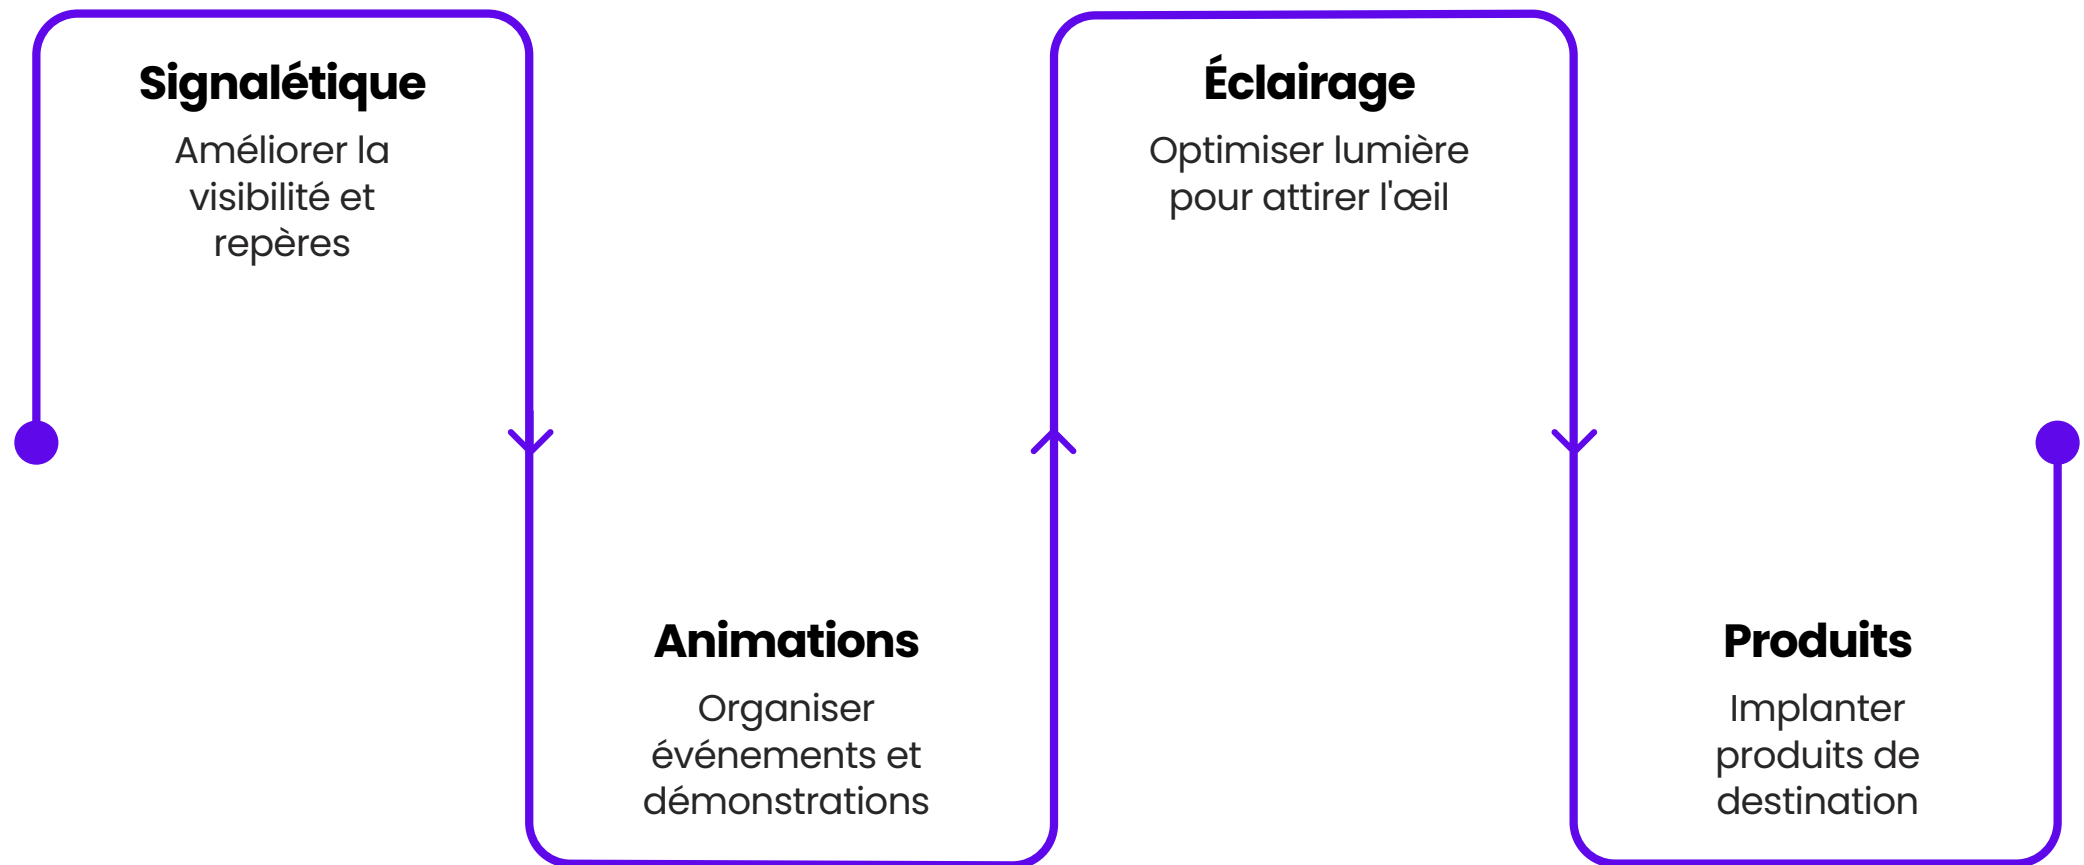 Signalétique
Améliorer la
visibilité et
repères
Animations
Organiser
événements et
démonstrations
Éclairage
Optimiser lumière
pour attirer l'œil
Produits
Implanter
produits de
destination